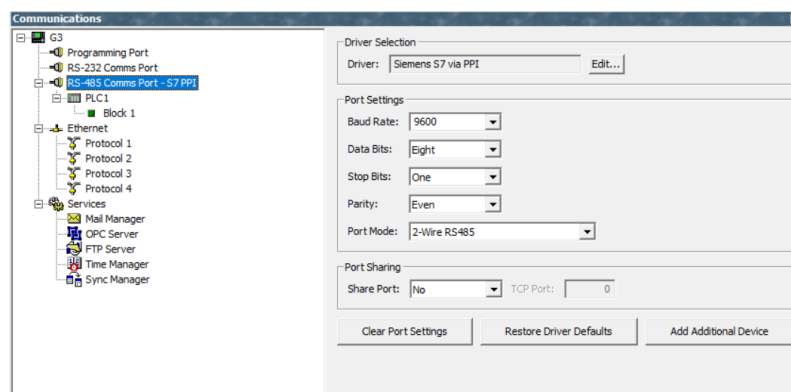 Communications
G3
Programming Port
RS-232 Comms Port
RS-485 Comms Port - S7 PPI
PLC1
Block 1
Ethernet
Protocol 1
Protocol 2
Protocol 3
Protocol 4
Services
Mail Manager
OPC Server
FTP Server
Time Manager
Sync Manager
Driver Selection
Driver: Siemens S7 via PPI Edit...
Port Settings
Baud Rate: 9600
Data Bits: Eight
Stop Bits: One
Parity: Even
Port Mode: 2-Wire RS485
Port Sharing
Share Port: No TCP Port: 0
Clear Port Settings Restore Driver Defaults Add Additional Device